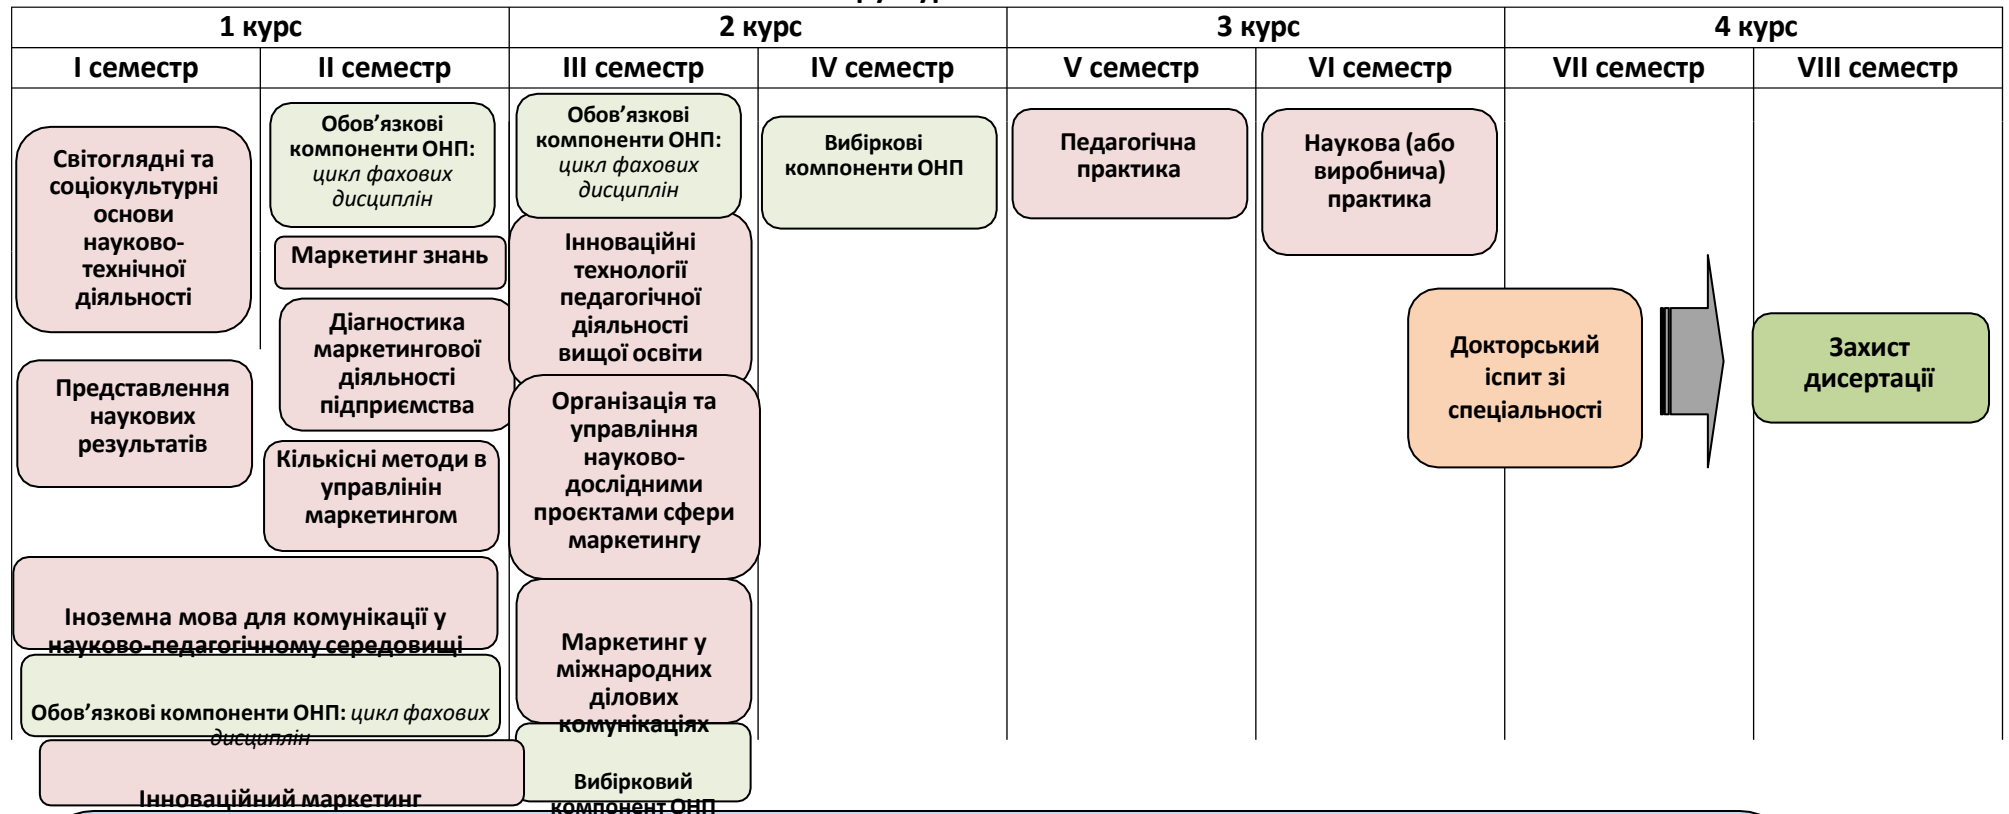 1 курс
2 курс
3 курс
4 курс
I семестр
II семестр
III семестр
IV семестр
V семестр
VI семестр
VII семестр
VIII семестр
Світоглядні та
соціокультурні
основи
науково-
технічної
діяльності
Представлення
наукових
результатів
Обов’язкові
компоненти ОНП:
цикл фахових
дисциплін
Маркетинг знань
Діагностика
маркетингової
діяльності
підприємства
Кількісні методи в
управлінін
маркетингом
Іноземна мова для комунікації у
науково-педагогічному середовищі
Обов’язкові компоненти ОНП: цикл фахових
дисциплін
Інноваційний маркетинг
Обов’язкові
компоненти ОНП:
цикл фахових
дисциплін
Інноваційні
технології
педагогічної
діяльності
вищої освіти
Організація та
управління
науково-
дослідними
проєктами сфери
маркетингу
Маркетинг у
міжнародних
ділових
комунікаціях
Вибірковий
компонент ОНП
Вибіркові
компоненти ОНП
Педагогічна
практика
Наукова (або
виробнича)
практика
Докторський
іспит зі
спеціальності
Захист
дисертації